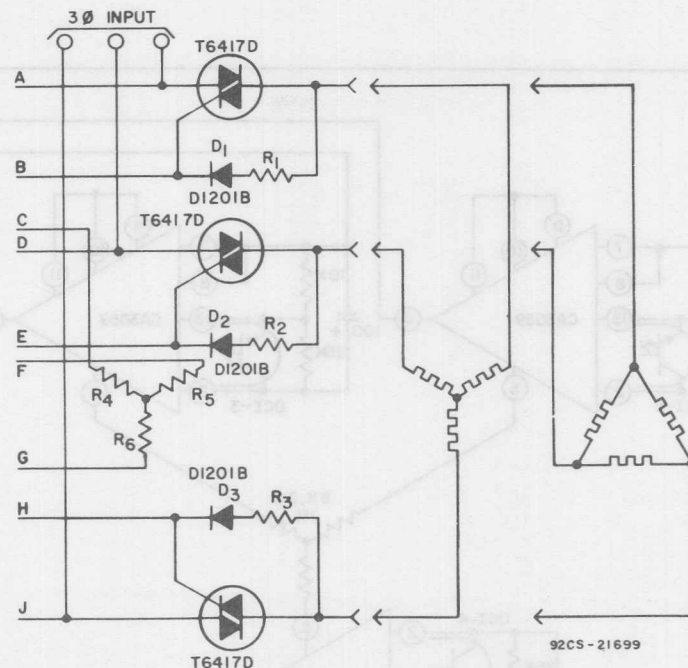 3Ø INPUT
T6417D
A
D1
R1
B
D1201B
C
T6417D
D
D2
R2
E
D1201B
F
R4
R5
R6
G
D1201B
H
D3
R3
J
T6417D
92CS-21699